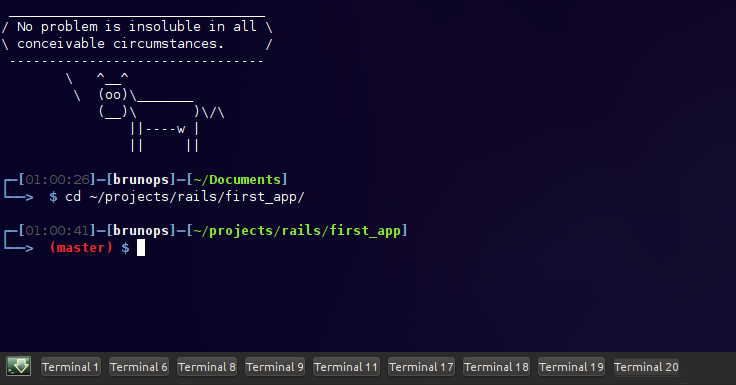 ________________________________
/ No problem is insoluble in all \
\ conceivable circumstances.     /
 --------------------------------
        \   ^__^
         \  (oo)\_______
            (__)\       )\/\
                ||----w |
                ||     ||
┌─[01:00:26]─[brunops]─[~/Documents]
└──> $ cd ~/projects/rails/first_app/
┌─[01:00:41]─[brunops]─[~/projects/rails/first_app]
└──> (master) $
Terminal 1 Terminal 6 Terminal 8 Terminal 9 Terminal 11 Terminal 17 Terminal 18 Terminal 19 Terminal 20